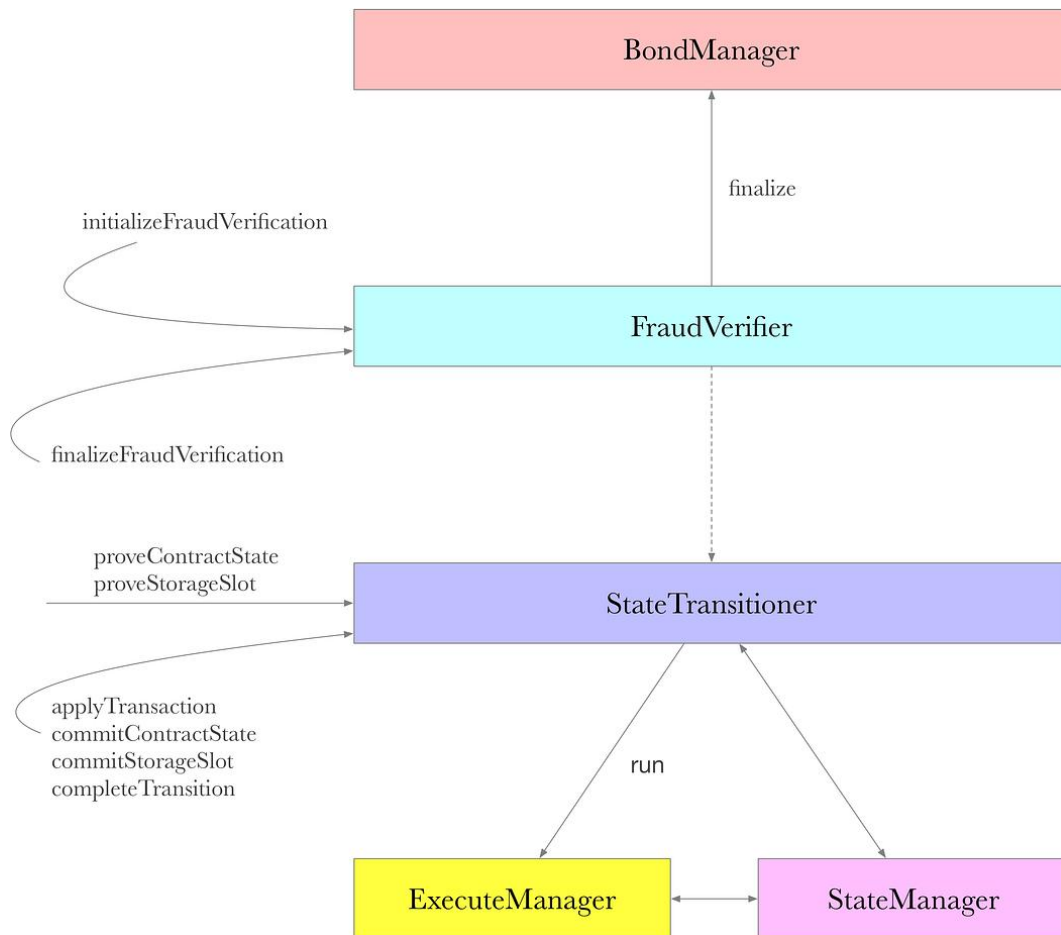 BondManager
finalize
initializeFraudVerification
FraudVerifier
finalizeFraudVerification
proveContractState
proveStorageSlot
StateTransitioner
applyTransaction
commitContractState
commitStorageSlot
completeTransition
run
ExecuteManager
StateManager